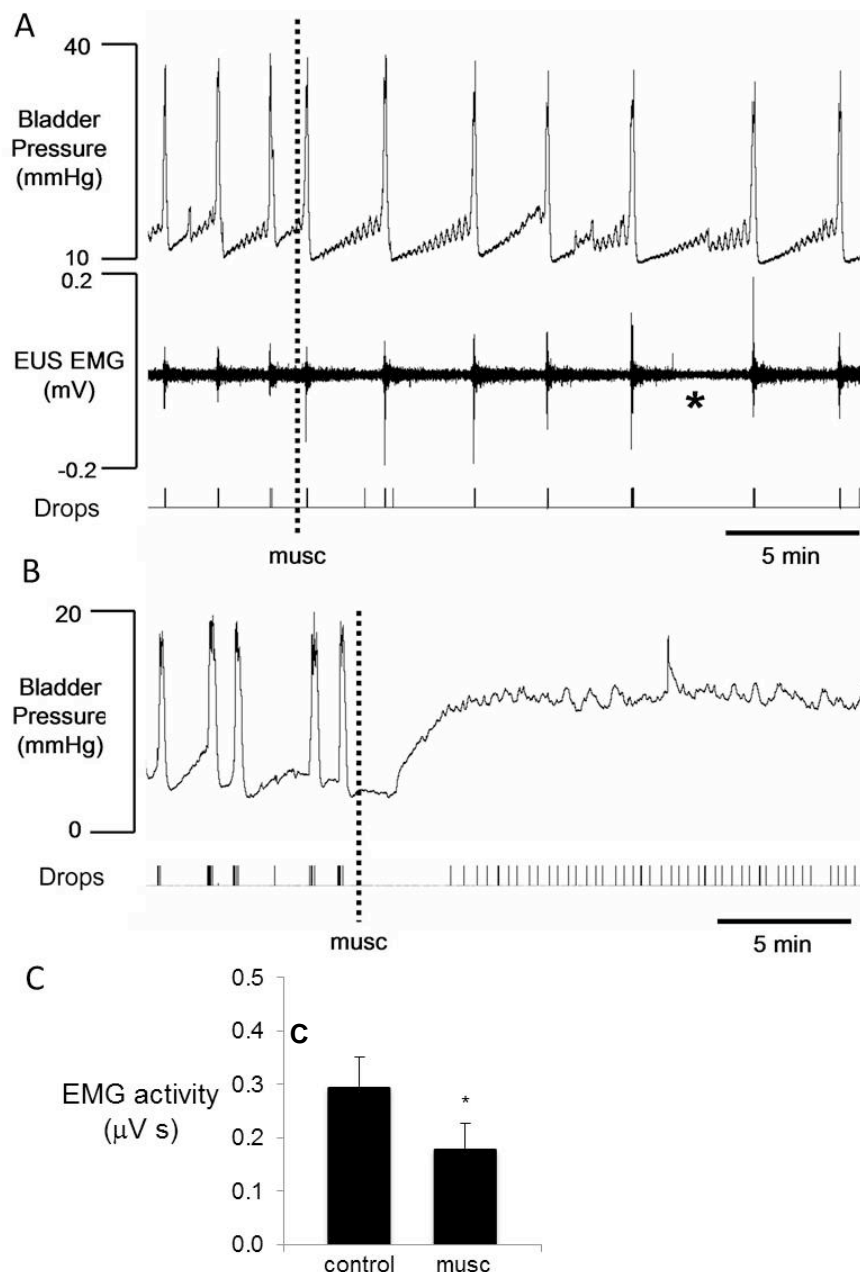 A
40
Bladder
Pressure
(mmHg)
10
0.2
EUS EMG
(mV)
*
-0.2
Drops
musc
5 min
B
20
Bladder
Pressure
(mmHg)
0
Drops
musc
5 min
C
0.5
0.4
C
0.3
EMG activity
(μV s)
*
0.2
0.1
0.0
control musc